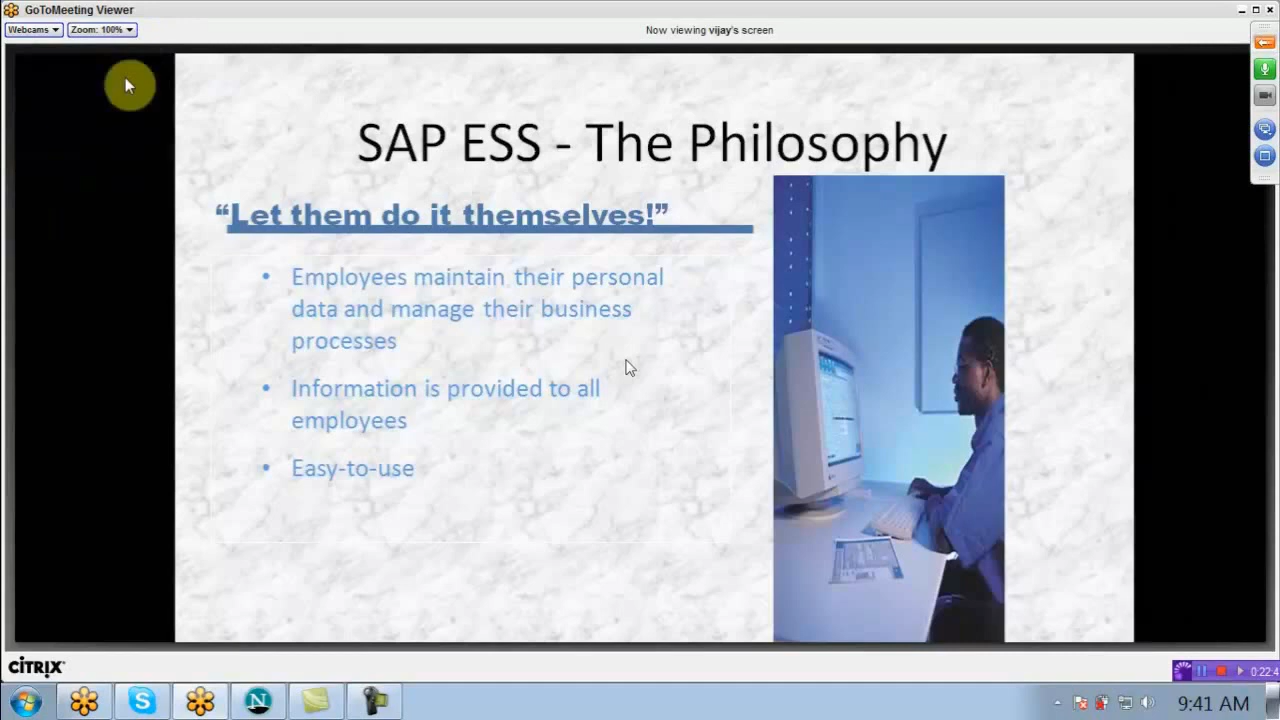 GoToMeeting Viewer
Webcams
Zoom: 100%
Now viewing vijay's screen
SAP ESS - The Philosophy
“Let them do it themselves!”
• Employees maintain their personal
data and manage their business
processes
• Information is provided to all
employees
• Easy-to-use
CİTRIX
9:41 AM